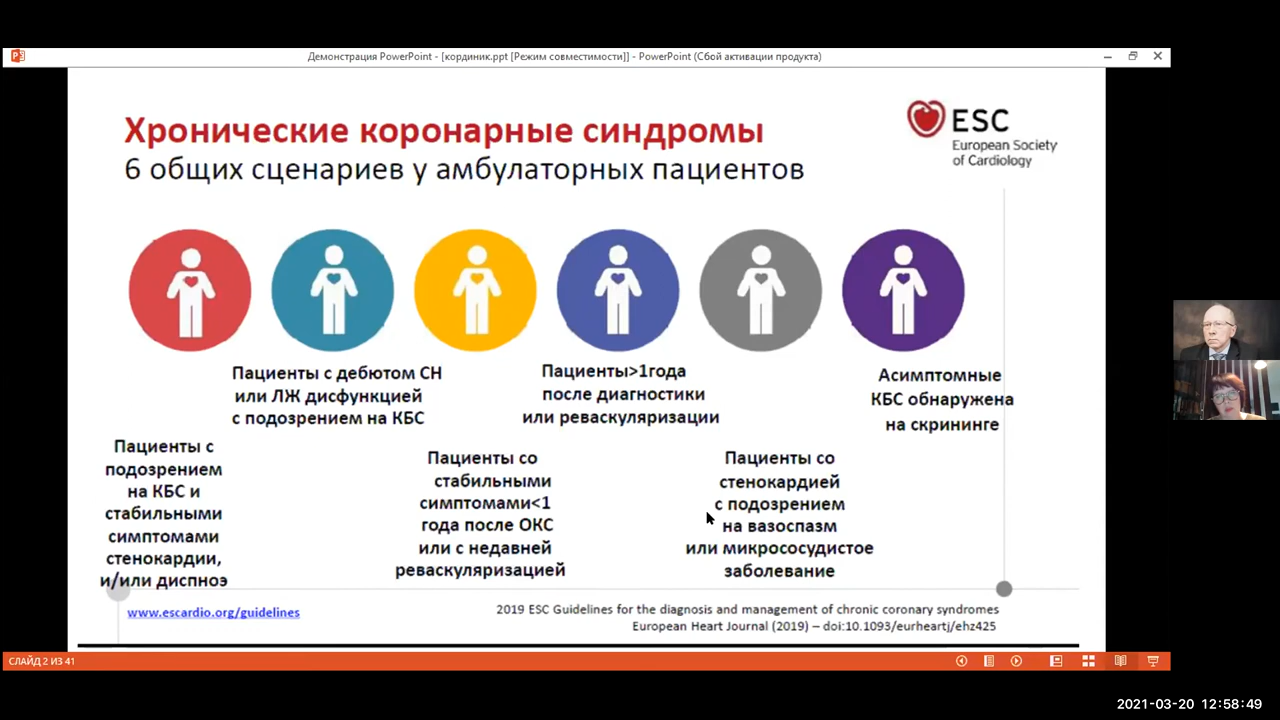 Демонстрация PowerPoint - [кординик.ppt [Режим совместимости]] - PowerPoint (Сбой активации продукта)
Хронические коронарные синдромы
6 общих сценариев у амбулаторных пациентов
ESC
European Society
of Cardiology
Пациенты с
подозрением
на КБС и
стабильными
симптомами
стенокардии,
и/или диспноэ
Пациенты с дебютом СН
или ЛЖ дисфункцией
с подозрением на КБС
Пациенты со
стабильными
симптомами<1
года после ОКС
или с недавней
реваскуляризацией
Пациенты>1года
после диагностики
или реваскуляризации
Пациенты со
стенокардией
с подозрением
на вазоспазм
или микрососудистое
заболевание
Асимптомные
КБС обнаружена
на скрининге
www.escardio.org/guidelines
2019 ESC Guidelines for the diagnosis and management of chronic coronary syndromes
European Heart Journal (2019) – doi:10.1093/eurheartj/ehz425
СЛАЙД 2 ИЗ 41
2021-03-20 12:58:49